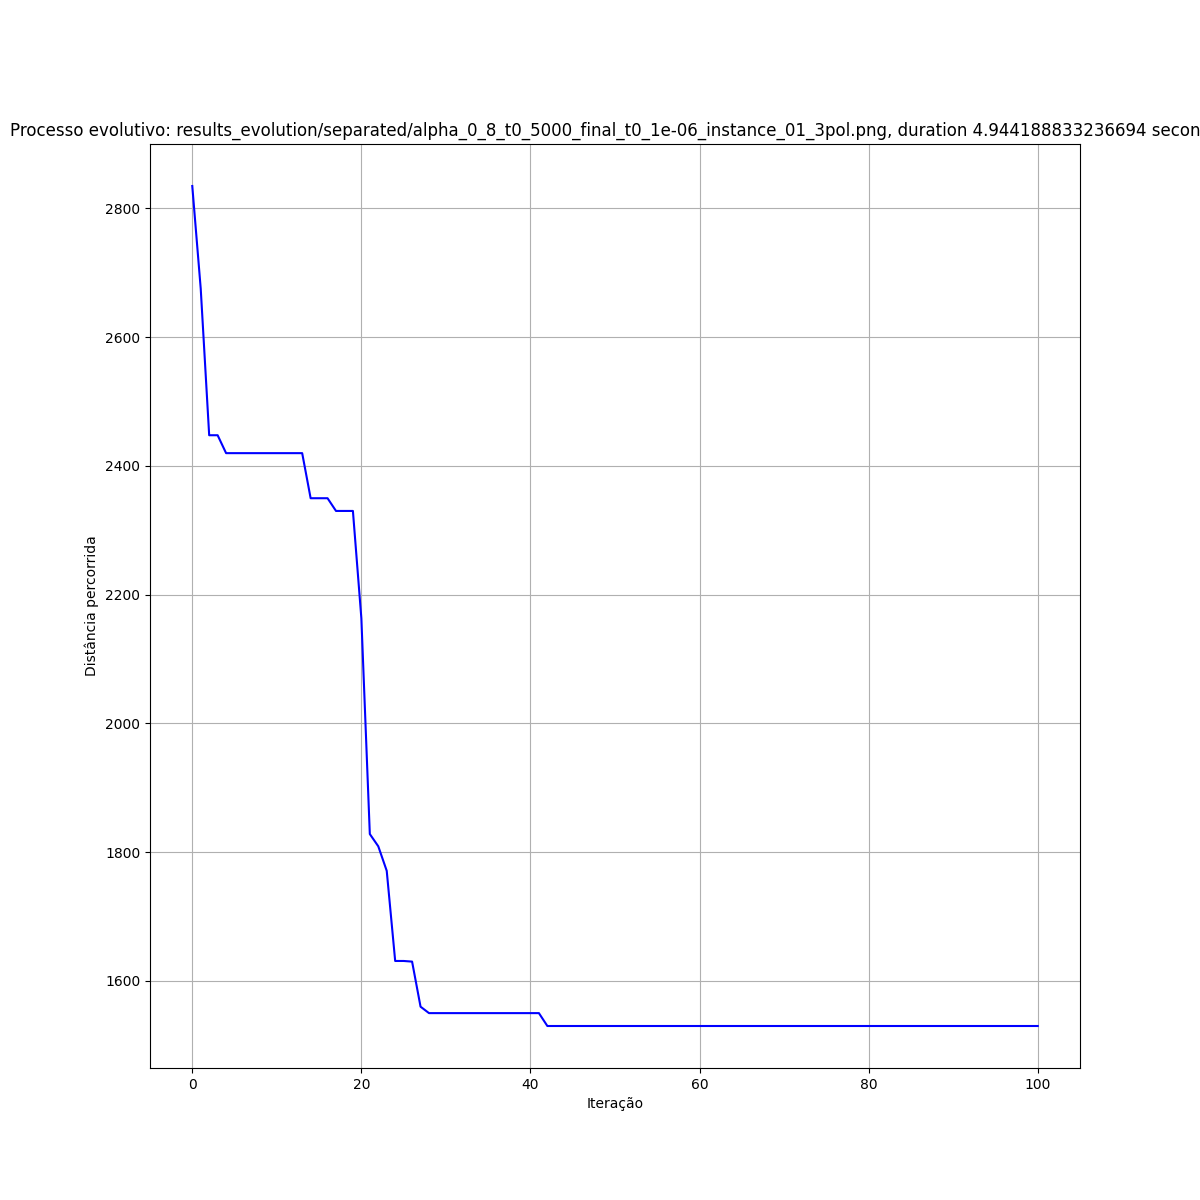 Processo evolutivo: results_evolution/separated/alpha_0_8_t0_5000_final_t0_1e-06_instance_01_3pol.png, duration 4.944188833236694 secon
2800
2600
2400
2200
2000
1800
1600
Distância percorrida
0 20 40 60 80 100
Iteração